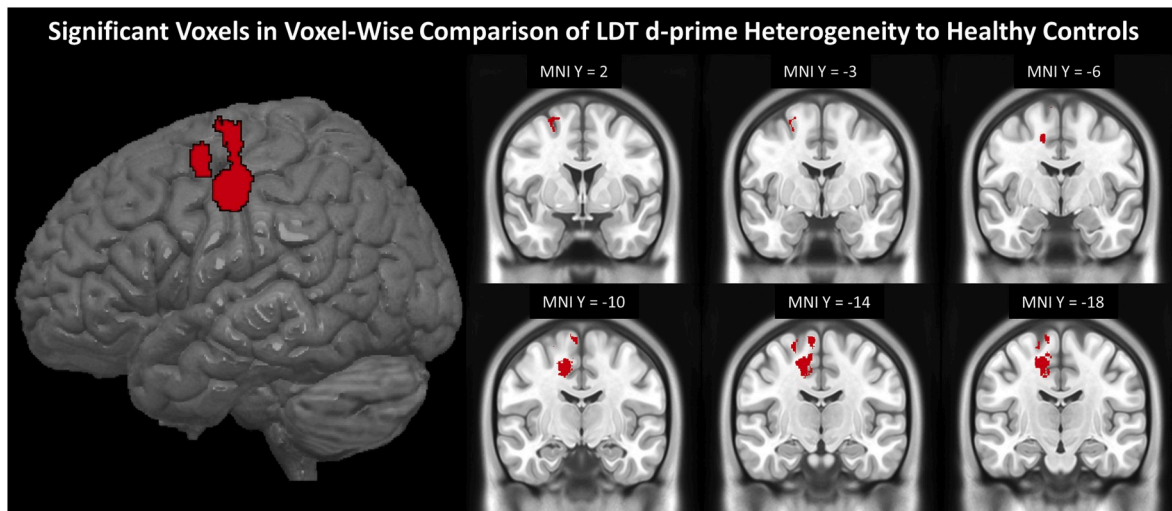 Significant Voxels in Voxel-Wise Comparison of LDT d-prime Heterogeneity to Healthy Controls
MNI Y = 2
MNI Y = -3
MNI Y = -6
MNI Y = -10
MNI Y = -14
MNI Y = -18